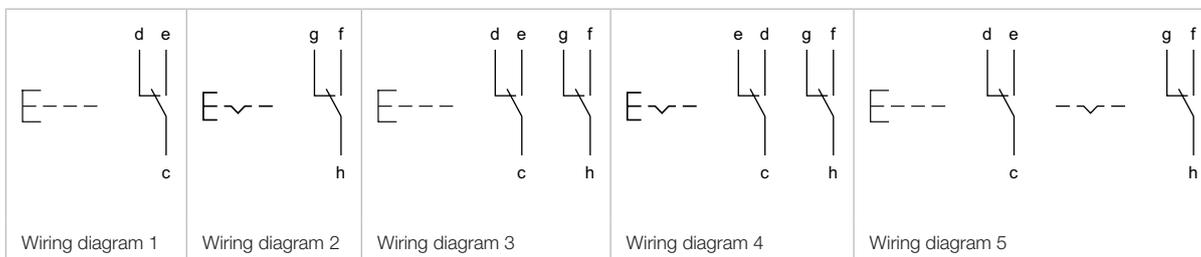 d e
c
Wiring diagram 1
g f
h
Wiring diagram 2
d e g f
c h
Wiring diagram 3
e d g f
c h
Wiring diagram 4
d e g f
c h
Wiring diagram 5